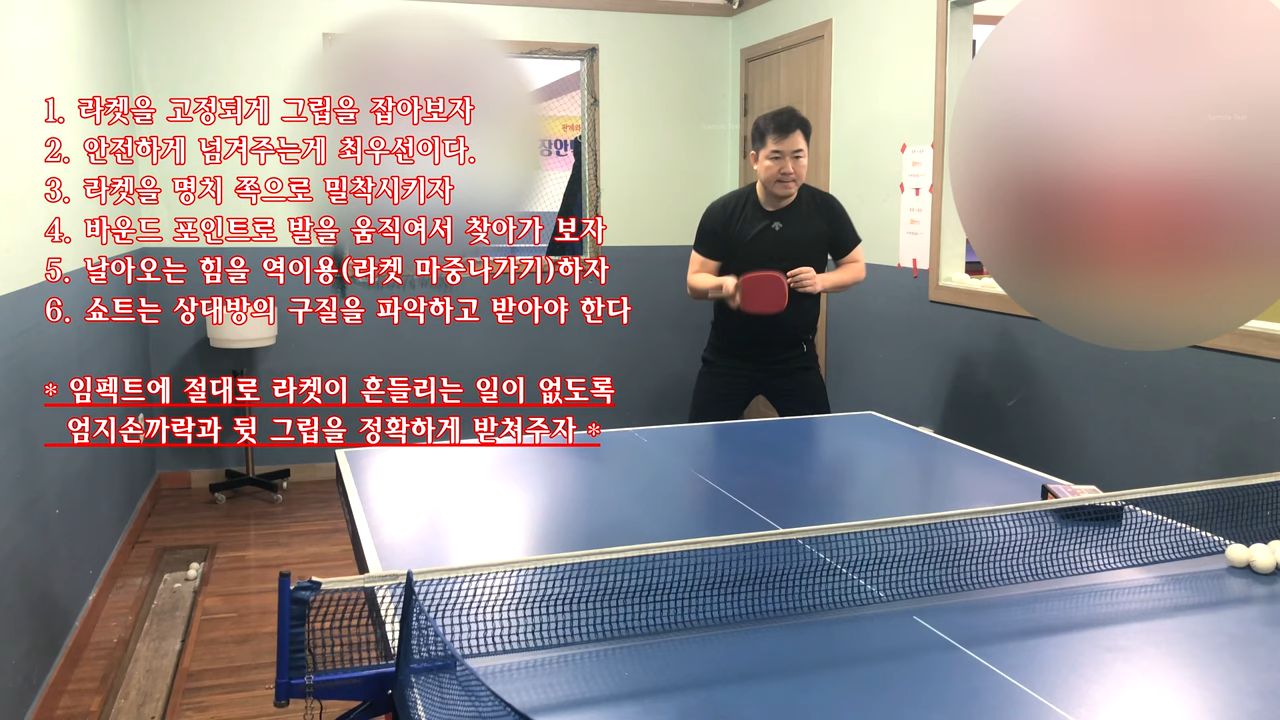 1. 라켓을 고정되게 그립을 잡아보자
2. 안전하게 넘겨주는게 최우선이다.
3. 라켓을 명치 쪽으로 밀착시키자
4. 바운드 포인트로 발을 움직여서 찾아가 보자
5. 날아오는 힘을 역이용(라켓 마중나가기)하자
6. 쇼트는 상대방의 구질을 파악하고 받아야 한다
* 임펙트에 절대로 라켓이 흔들리는 일이 없도록
엄지손까락과 뒷 그립을 정확하게 받쳐주자 *
장안